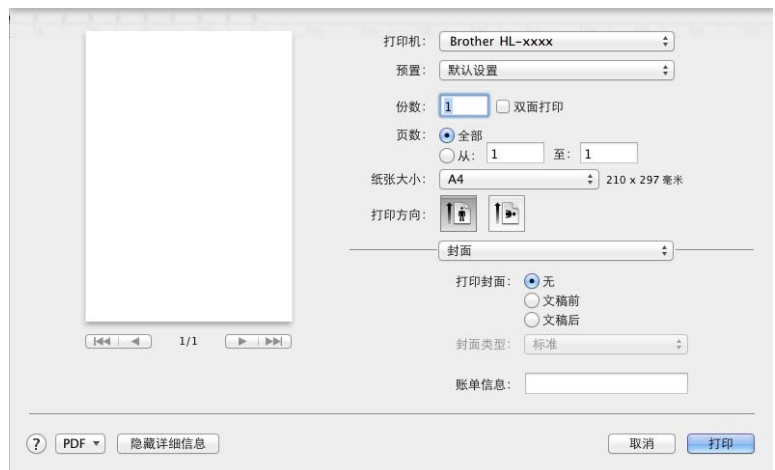 打印机: Brother HL-xxxx
预置: 默认设置
份数: 1 双面打印
页数: 全部
从: 1 至: 1
纸张大小: A4 210 x 297 毫米
打印方向:
封面
打印封面: 无
文稿前
文稿后
封面类型: 标准
账单信息:
1/1
? PDF 隐藏详细信息 取消 打印